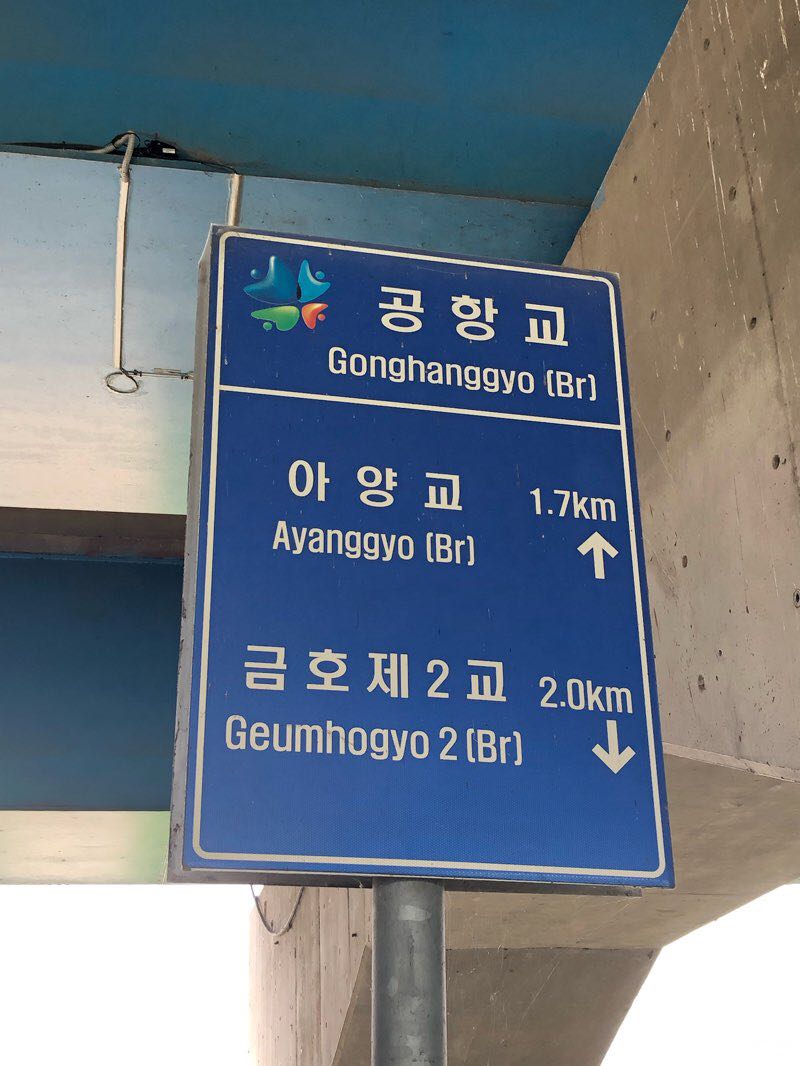 공항교
Gonghanggyo (Br)
아양교 1.7km
Ayanggyo (Br) ↑
금호제2교 2.0km
Geumhogyo 2 (Br) ↓